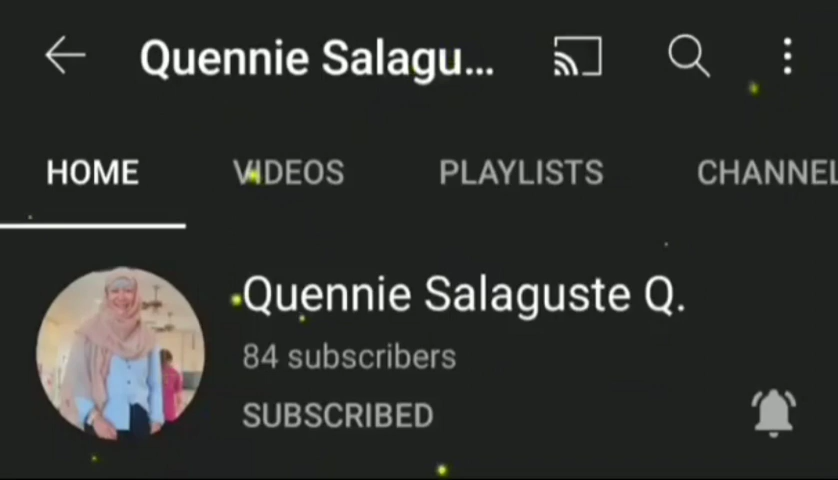 Quennie Salagu...
HOME VIDEOS PLAYLISTS CHANNEL
Quennie Salaguste Q.
84 subscribers
SUBSCRIBED